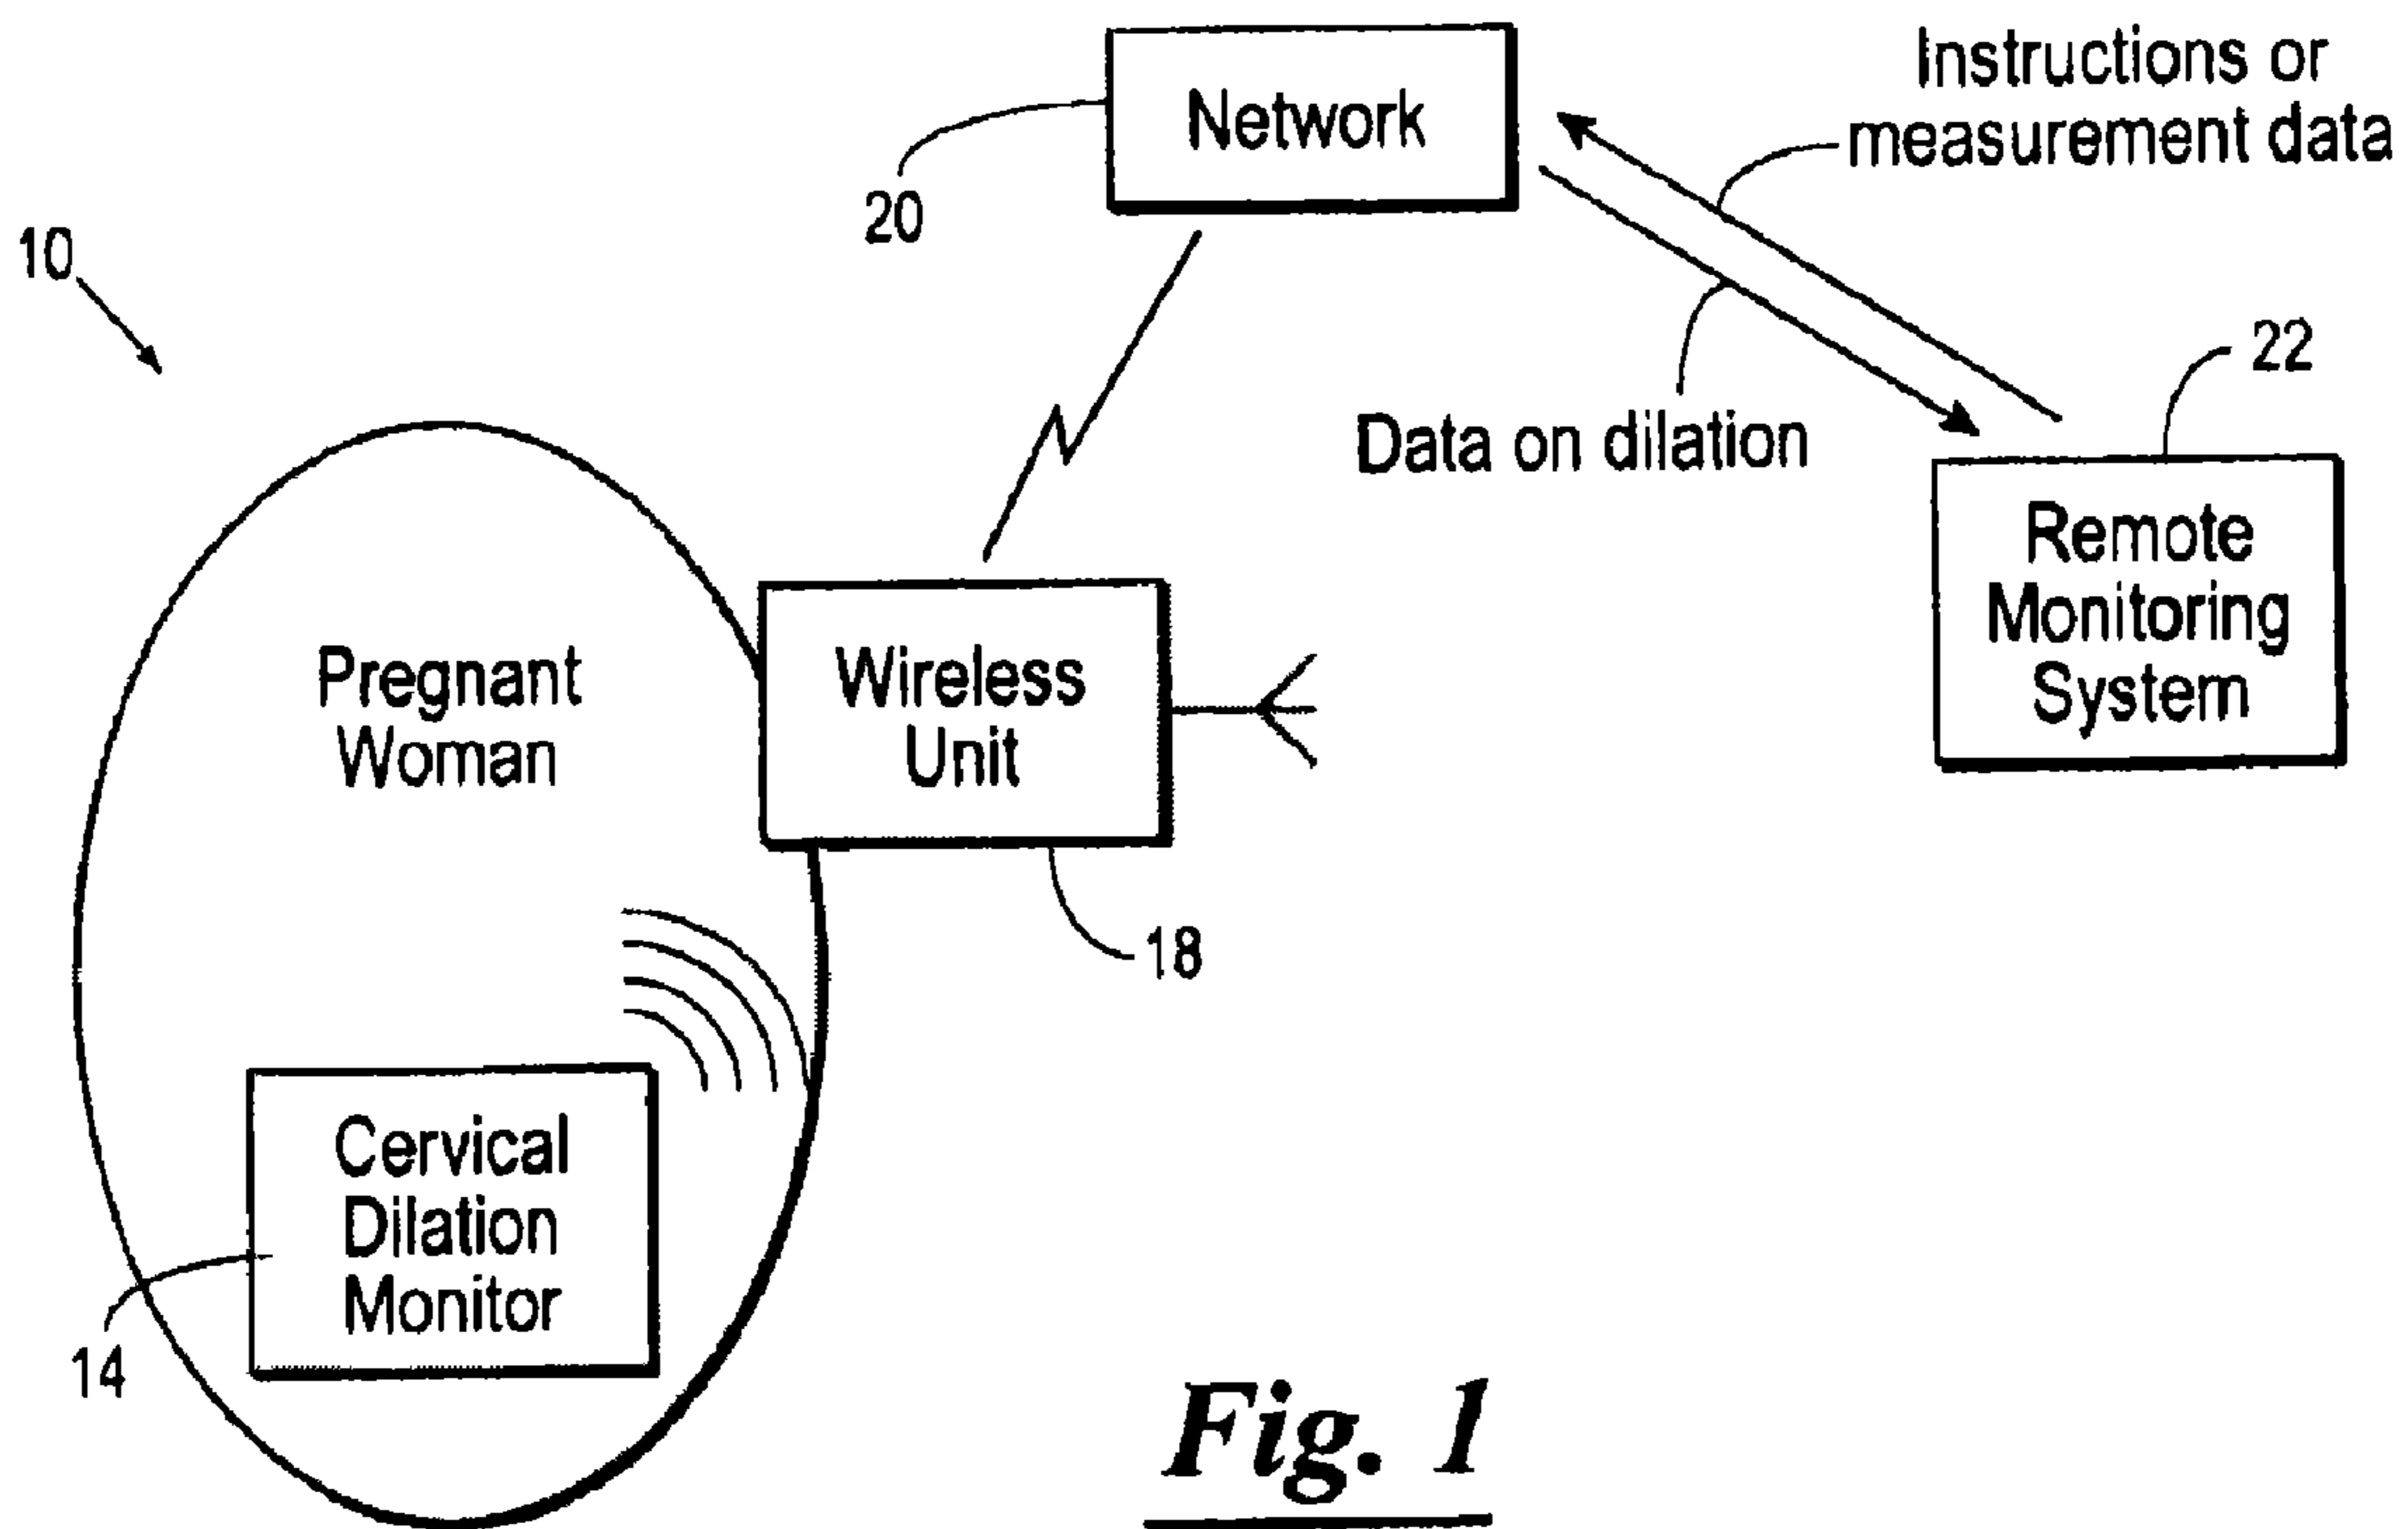 Network
Instructions or
measurement data
20
10
22
Data on dilation
Remote
Monitoring
System
Pregnant
Woman
Wireless
Unit
18
Cervical
Dilation
Monitor
14
Fig. 1